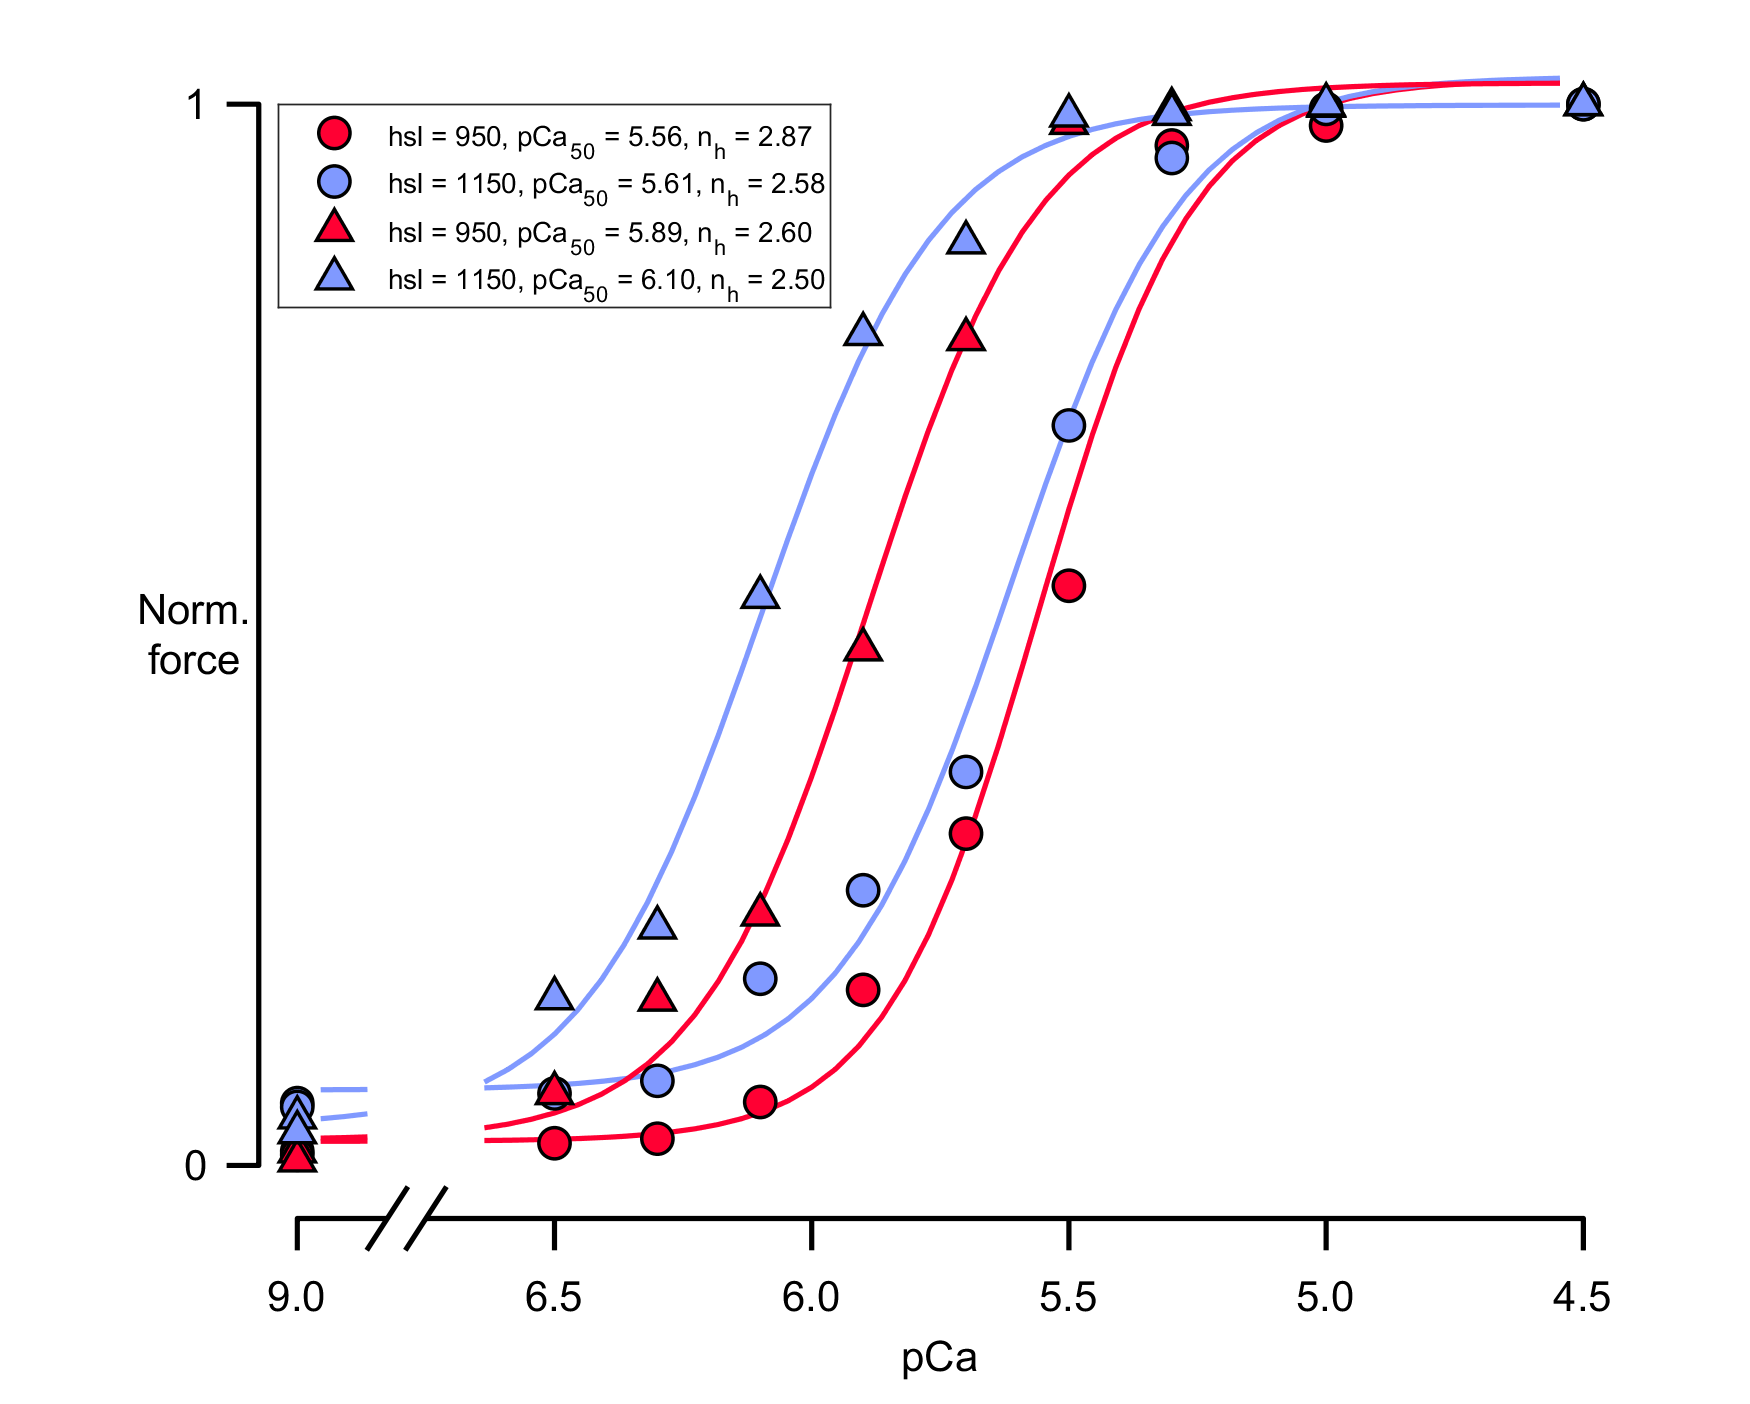 1
hsl = 950, pCa50 = 5.56, nh = 2.87
hsl = 1150, pCa50 = 5.61, nh = 2.58
hsl = 950, pCa50 = 5.89, nh = 2.60
hsl = 1150, pCa50 = 6.10, nh = 2.50
Norm.
force
0
9.0 6.5 6.0 5.5 5.0 4.5
pCa